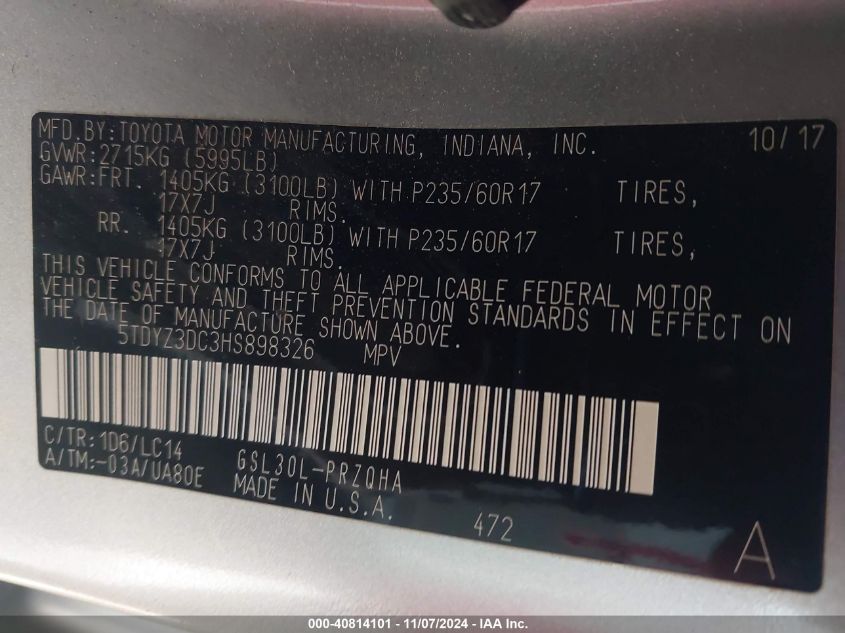 MFD.BY:TOYOTA MOTOR MANUFACTURING, INDIANA, INC. 10/17
GVWR:2715KG (5995LB)
GAWR:FRT. 1405KG (3100LB) WITH P235/60R17 TIRES,
17X7J RIMS.
RR. 1405KG (3100LB) WITH P235/60R17 TIRES,
17X7J RIMS.
THIS VEHICLE CONFORMS TO ALL APPLICABLE FEDERAL MOTOR
VEHICLE SAFETY AND THEFT PREVENTION STANDARDS IN EFFECT ON
THE DATE OF MANUFACTURE SHOWN ABOVE.
5TDYZ3DC3HS898326 MPV
C/TR: 1D6/LC14
A/TM:-03A/UA80E GSL30L-PRZQHA
MADE IN U.S.A. 472 A
000-40814101 - 11/07/2024 - IAA Inc.